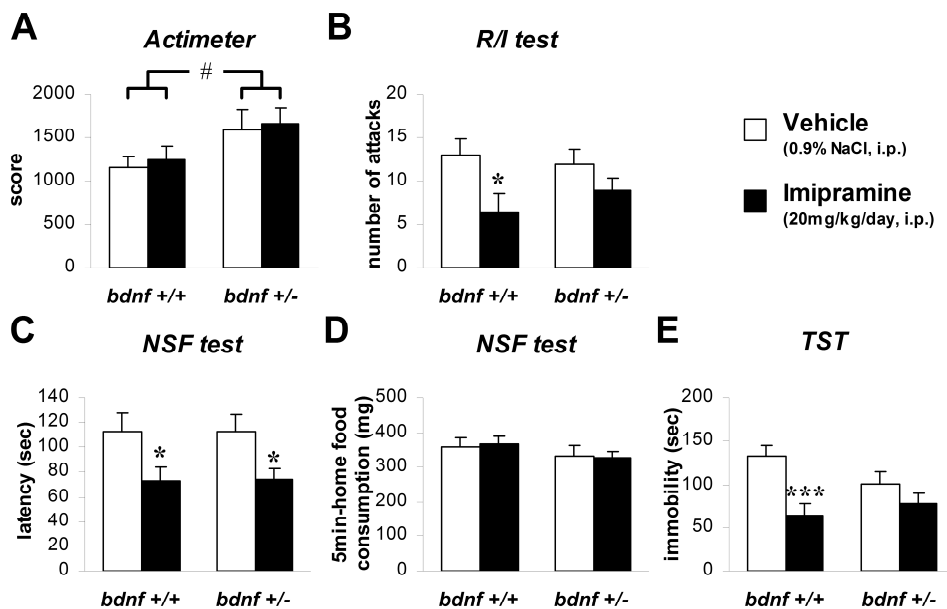 A
Actimeter
#
score
2000
1500
1000
500
0
bdnf +/+
bdnf +/-
B
R/I test
number of attacks
20
15
10
5
0
*
bdnf +/+
bdnf +/-
Vehicle
(0.9% NaCl, i.p.)
Imipramine
(20mg/kg/day, i.p.)
C
NSF test
latency (sec)
140
120
100
80
60
40
20
0
*
*
bdnf +/+
bdnf +/-
D
NSF test
5min-home food
consumption (mg)
500
400
300
200
100
0
bdnf +/+
bdnf +/-
E
TST
immobility (sec)
200
150
100
50
0
***
bdnf +/+
bdnf +/-